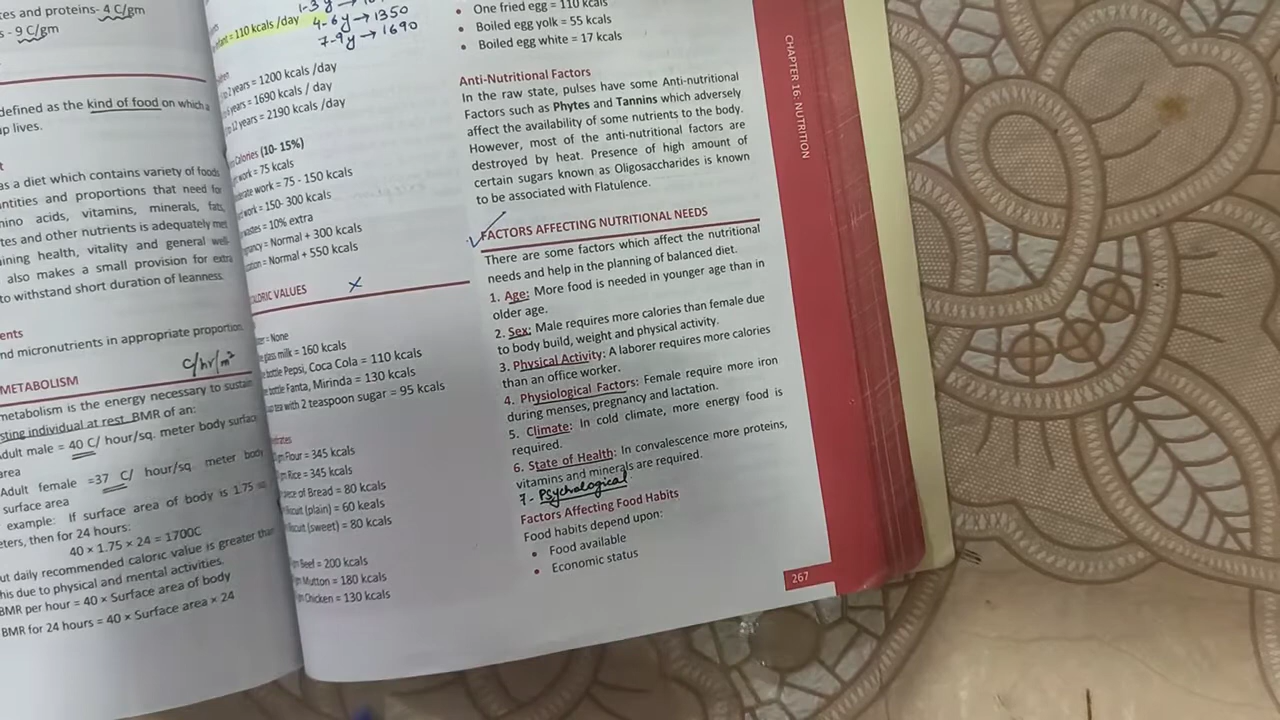 es and proteins- 4 C/gm
s - 9 C/gm
defined as the kind of food on which a
up lives.
as a diet which contains variety of foods
antities and proportions that need for
mino acids, vitamins, minerals, fats,
tes and other nutrients is adequately met
ining health, vitality and general well-
also makes a small provision for extra
to withstand short duration of leanness.
ents
nd micronutrients in appropriate proportion.
C/hr/m²
METABOLISM
metabolism is the energy necessary to sustain
sting individual at rest. BMR of an:
Adult male = 40 C/ hour/sq. meter body surface
area
Adult female =37 C/ hour/sq. meter body
surface area
example: If surface area of body is 1.75
eters, then for 24 hours:
40 × 1.75 × 24 = 1700C
ut daily recommended caloric value is greater than
his due to physical and mental activities.
BMR per hour = 40 × Surface area of body
BMR for 24 hours = 40 × Surface area × 24
1-3 y →
infant = 110 kcals /day
4-6y → 1350
7-9y → 1690
years = 1200 kcals /day
years = 1690 kcals / day
12 years = 2190 kcals /day
Calories (10- 15%)
work = 75 kcals
work = 75 - 150 kcals
work = 150- 300 kcals
wastes = 10% extra
= Normal + 300 kcals
= Normal + 550 kcals
CALORIC VALUES
×
= None
glass milk = 160 kcals
bottle Pepsi, Coca Cola = 110 kcals
bottle Fanta, Mirinda = 130 kcals
tea with 2 teaspoon sugar = 95 kcals
Flour = 345 kcals
Rice = 345 kcals
piece of Bread = 80 kcals
Biscuit (plain) = 60 kcals
Biscuit (sweet) = 80 kcals
Beef = 200 kcals
Mutton = 180 kcals
Chicken = 130 kcals
• One fried egg = 110 kcals
• Boiled egg yolk = 55 kcals
• Boiled egg white = 17 kcals
Anti-Nutritional Factors
In the raw state, pulses have some Anti-nutritional
Factors such as Phytes and Tannins which adversely
affect the availability of some nutrients to the body.
However, most of the anti-nutritional factors are
destroyed by heat. Presence of high amount of
certain sugars known as Oligosaccharides is known
to be associated with Flatulence.
FACTORS AFFECTING NUTRITIONAL NEEDS
There are some factors which affect the nutritional
needs and help in the planning of balanced diet.
1. Age: More food is needed in younger age than in
older age.
2. Sex: Male requires more calories than female due
to body build, weight and physical activity.
3. Physical Activity: A laborer requires more calories
than an office worker.
4. Physiological Factors: Female require more iron
during menses, pregnancy and lactation.
5. Climate: In cold climate, more energy food is
required.
6. State of Health: In convalescence more proteins,
vitamins and minerals are required.
7- Psychological
Factors Affecting Food Habits
Food habits depend upon:
• Food available
• Economic status
267
CHAPTER 16: NUTRITION